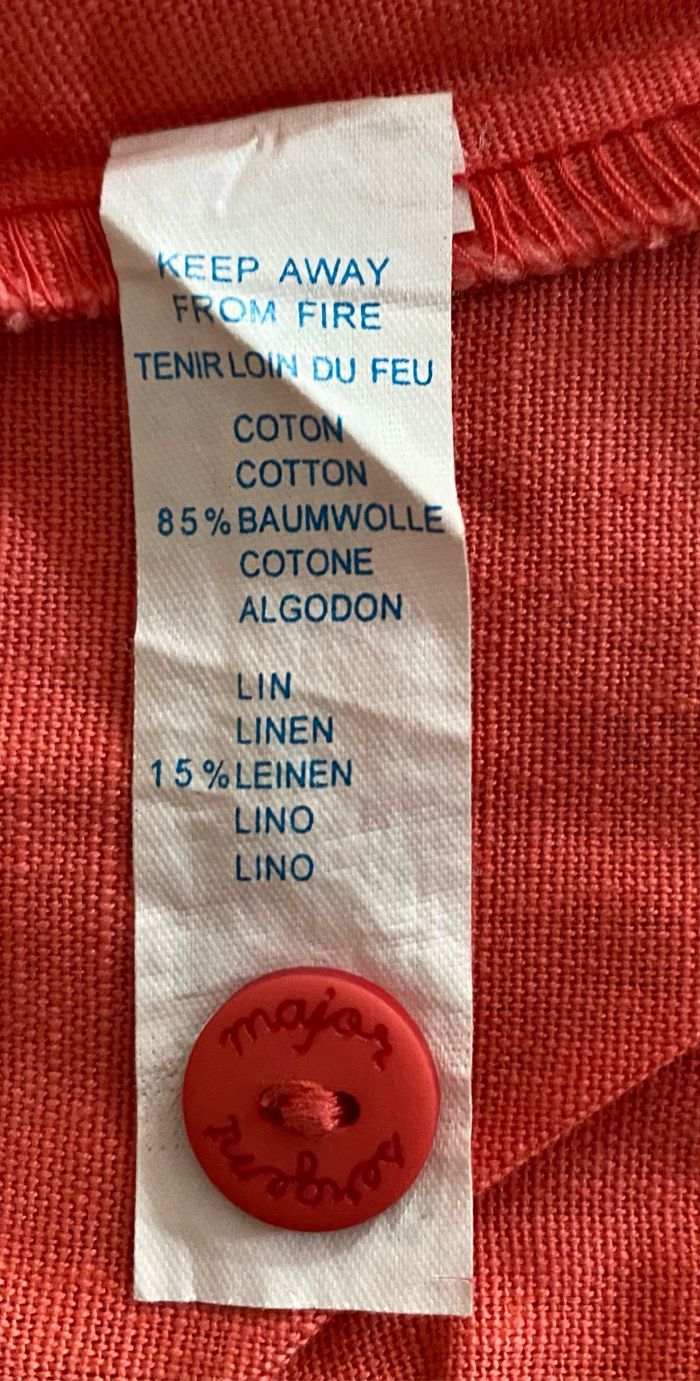 KEEP AWAY
FROM FIRE
TENIR LOIN DU FEU
COTON
COTTON
85% BAUMWOLLE
COTONE
ALGODON
LIN
LINEN
15% LEINEN
LINO
LINO
major